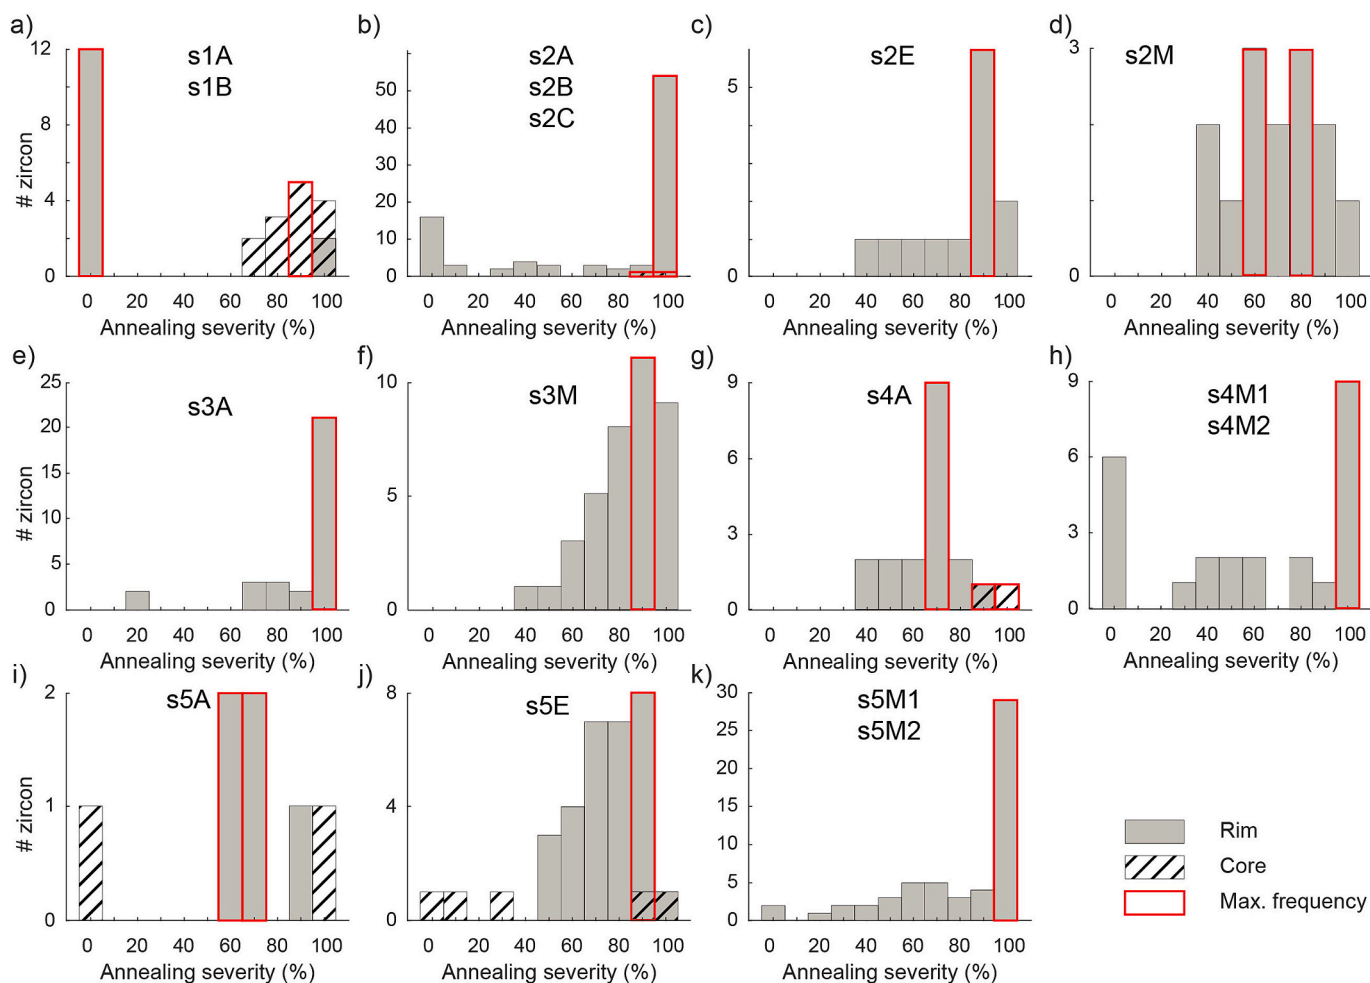 a)
s1A
s1B
12
8
4
0
# zircon
0 20 40 60 80 100
Annealing severity (%)
b)
s2A
s2B
s2C
50
40
30
20
10
0
0 20 40 60 80 100
Annealing severity (%)
c)
s2E
5
0
0 20 40 60 80 100
Annealing severity (%)
d)
s2M
3
0
0 20 40 60 80 100
Annealing severity (%)
e)
s3A
25
20
15
10
5
0
# zircon
0 20 40 60 80 100
Annealing severity (%)
f)
s3M
10
5
0
0 20 40 60 80 100
Annealing severity (%)
g)
s4A
9
6
3
0
0 20 40 60 80 100
Annealing severity (%)
h)
s4M1
s4M2
9
6
3
0
0 20 40 60 80 100
Annealing severity (%)
i)
s5A
2
1
0
# zircon
0 20 40 60 80 100
Annealing severity (%)
j)
s5E
8
4
0
0 20 40 60 80 100
Annealing severity (%)
k)
s5M1
s5M2
30
25
20
15
10
5
0
0 20 40 60 80 100
Annealing severity (%)
Rim
Core
Max. frequency